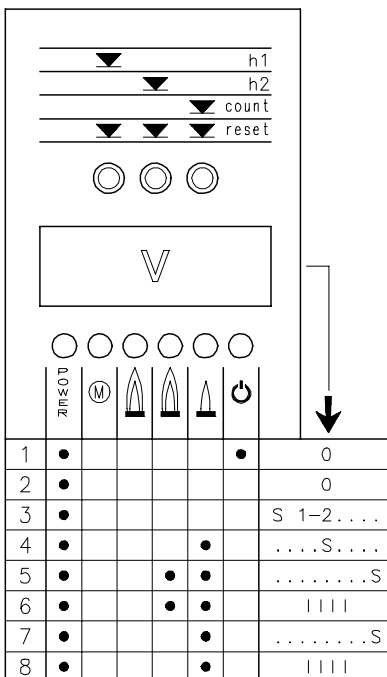 h1
h2
count
reset
V
POWER
M
1 0
2 0
3 S 1-2....
4 ....S....
5 ........S
6 IIII
7 ........S
8 IIII